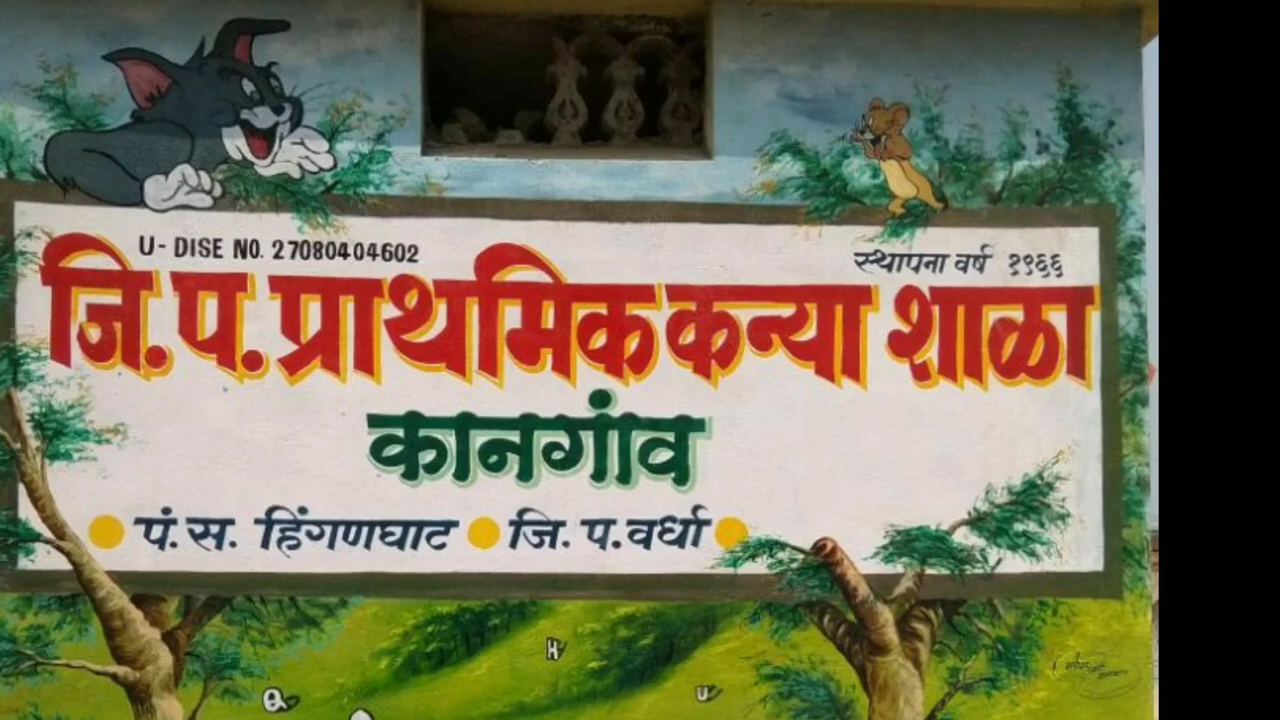 U- DISE NO. 27080404602
स्थापना वर्ष १९६६
जि. प. प्राथमिक कन्या शाळा
कानगांव
पं. स. हिंगणघाट जि. प. वर्धा
H
Q
U